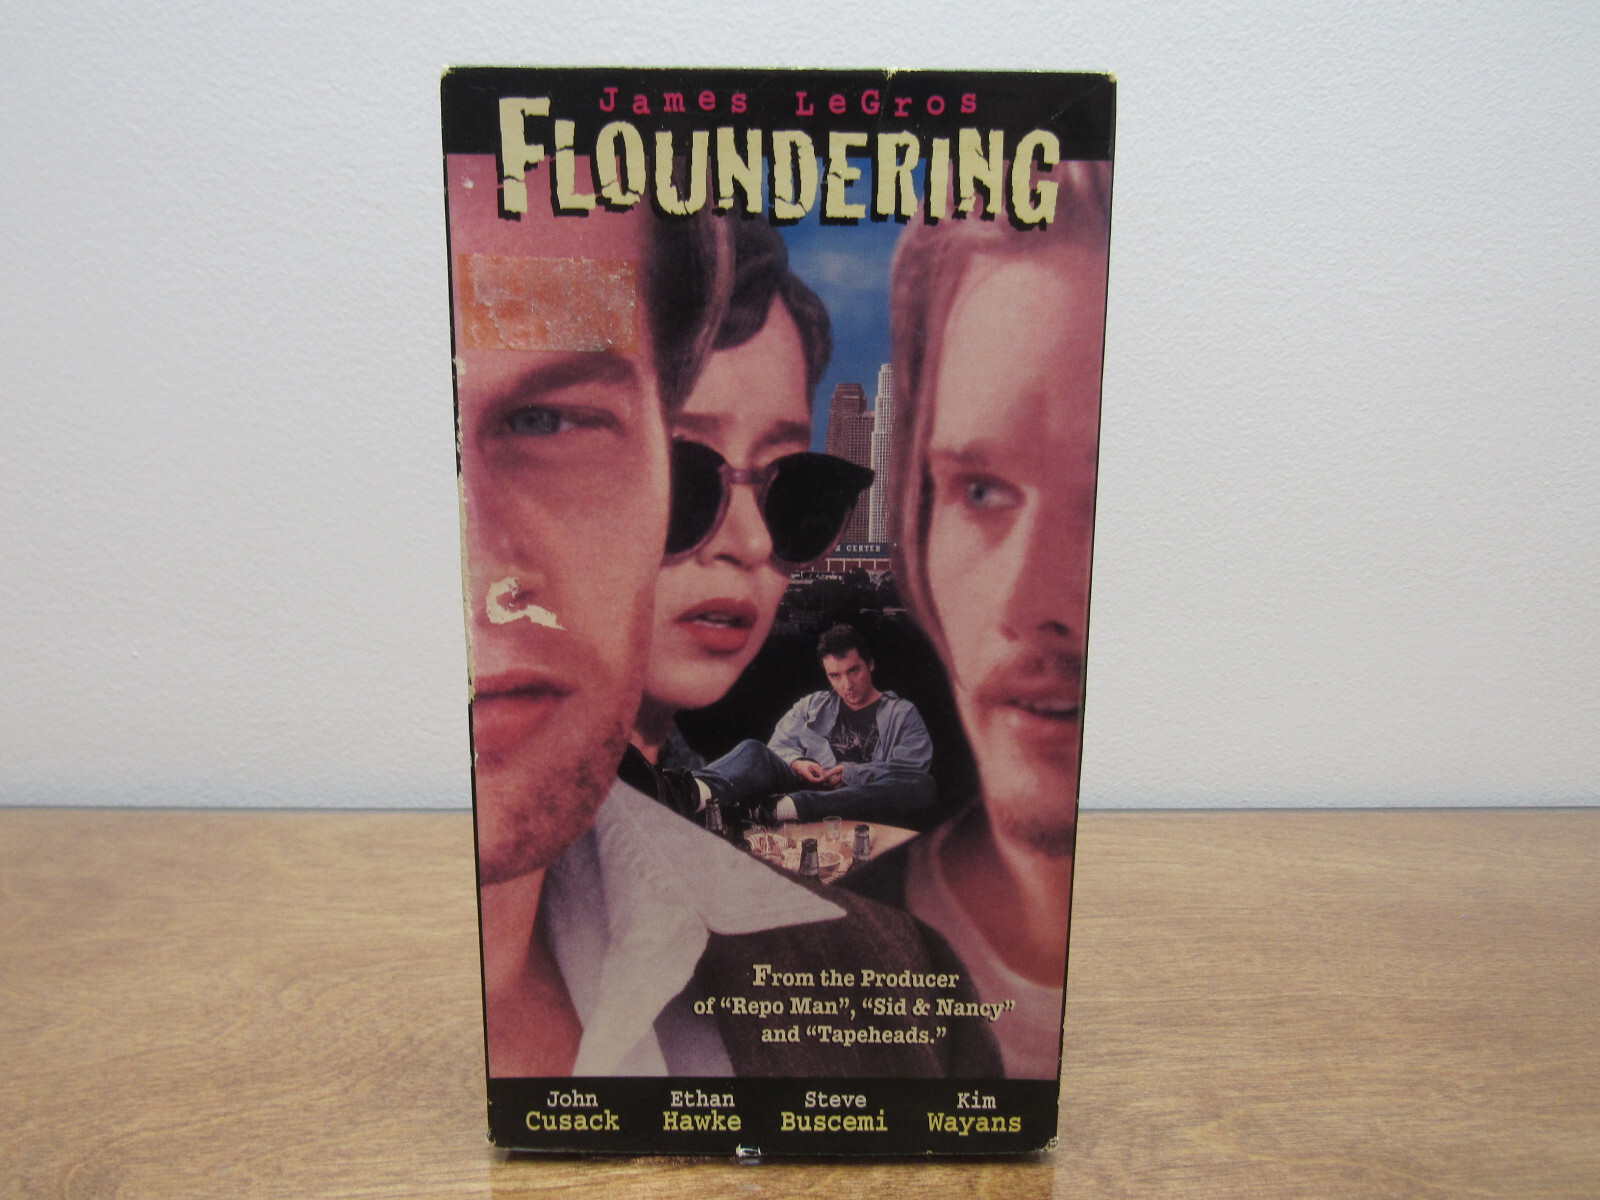 James LeGros
FLOUNDERING
N CENTER
From the Producer
of “Repo Man”, “Sid & Nancy”
and “Tapeheads.”
John Cusack
Ethan Hawke
Steve Buscemi
Kim Wayans